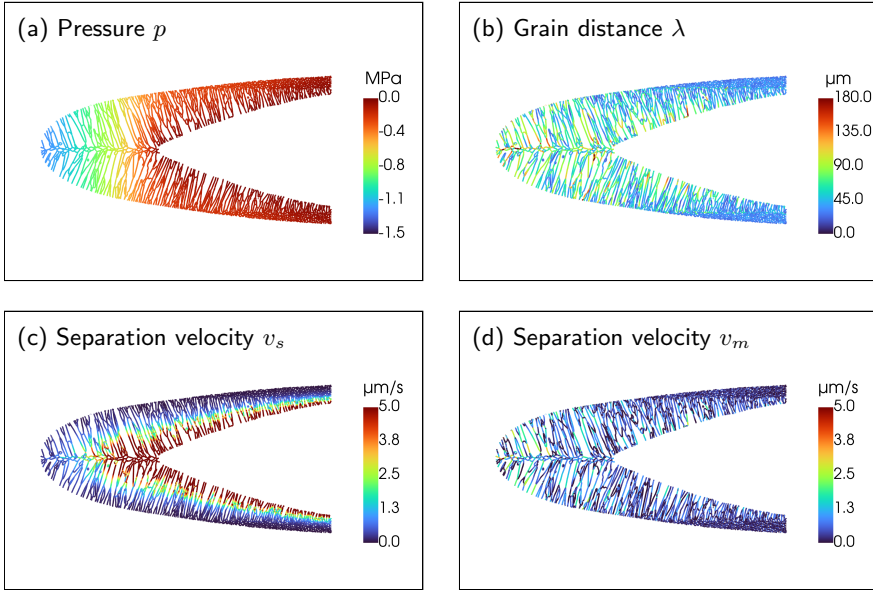 (a) Pressure p
MPa
0.0
-0.4
-0.8
-1.1
-1.5
(b) Grain distance λ
µm
180.0
135.0
90.0
45.0
0.0
(c) Separation velocity vₛ
µm/s
5.0
3.8
2.5
1.3
0.0
(d) Separation velocity vₘ
µm/s
5.0
3.8
2.5
1.3
0.0